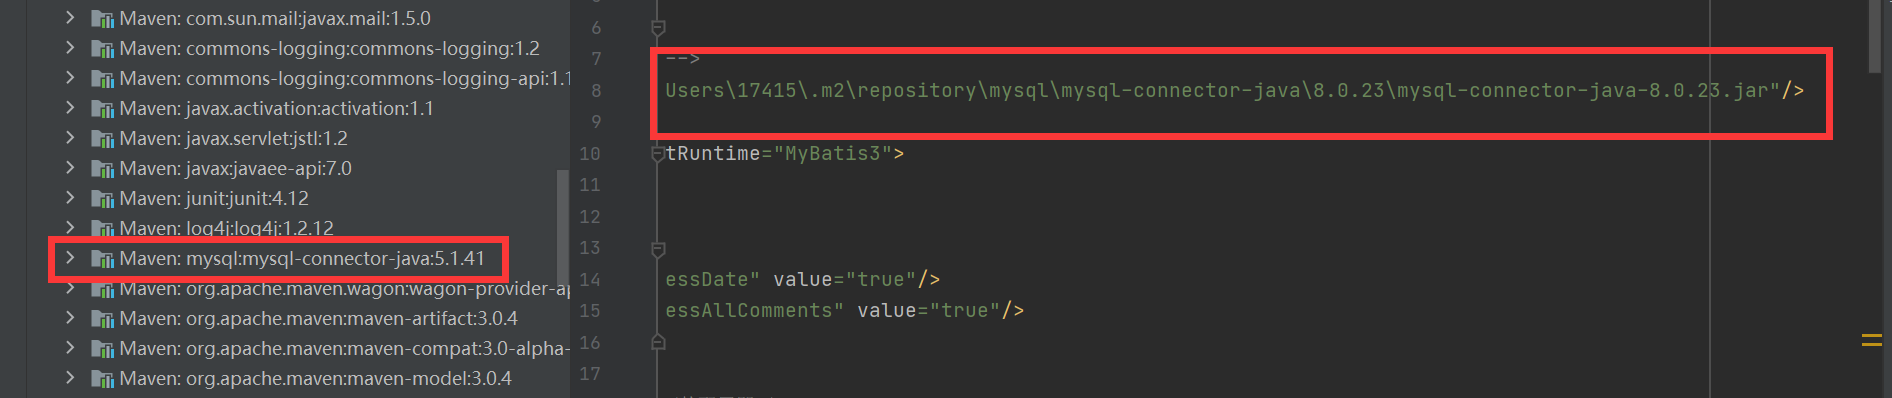 Maven: com.sun.mail:javax.mail:1.5.0
Maven: commons-logging:commons-logging:1.2
Maven: commons-logging:commons-logging-api:1.1
Maven: javax.activation:activation:1.1
Maven: javax.servlet:jstl:1.2
Maven: javax:javaee-api:7.0
Maven: junit:junit:4.12
Maven: log4j:log4j:1.2.12
Maven: mysql:mysql-connector-java:5.1.41
Maven: org.apache.maven.wagon:wagon-provider-ap
Maven: org.apache.maven:maven-artifact:3.0.4
Maven: org.apache.maven:maven-compat:3.0-alpha-
Maven: org.apache.maven:maven-model:3.0.4
6
7 -->
8 Users\17415\.m2\repository\mysql\mysql-connector-java\8.0.23\mysql-connector-java-8.0.23.jar"/>
9
10 tRuntime="MyBatis3">
11
12
13
14 essDate" value="true"/>
15 essAllComments" value="true"/>
16
17